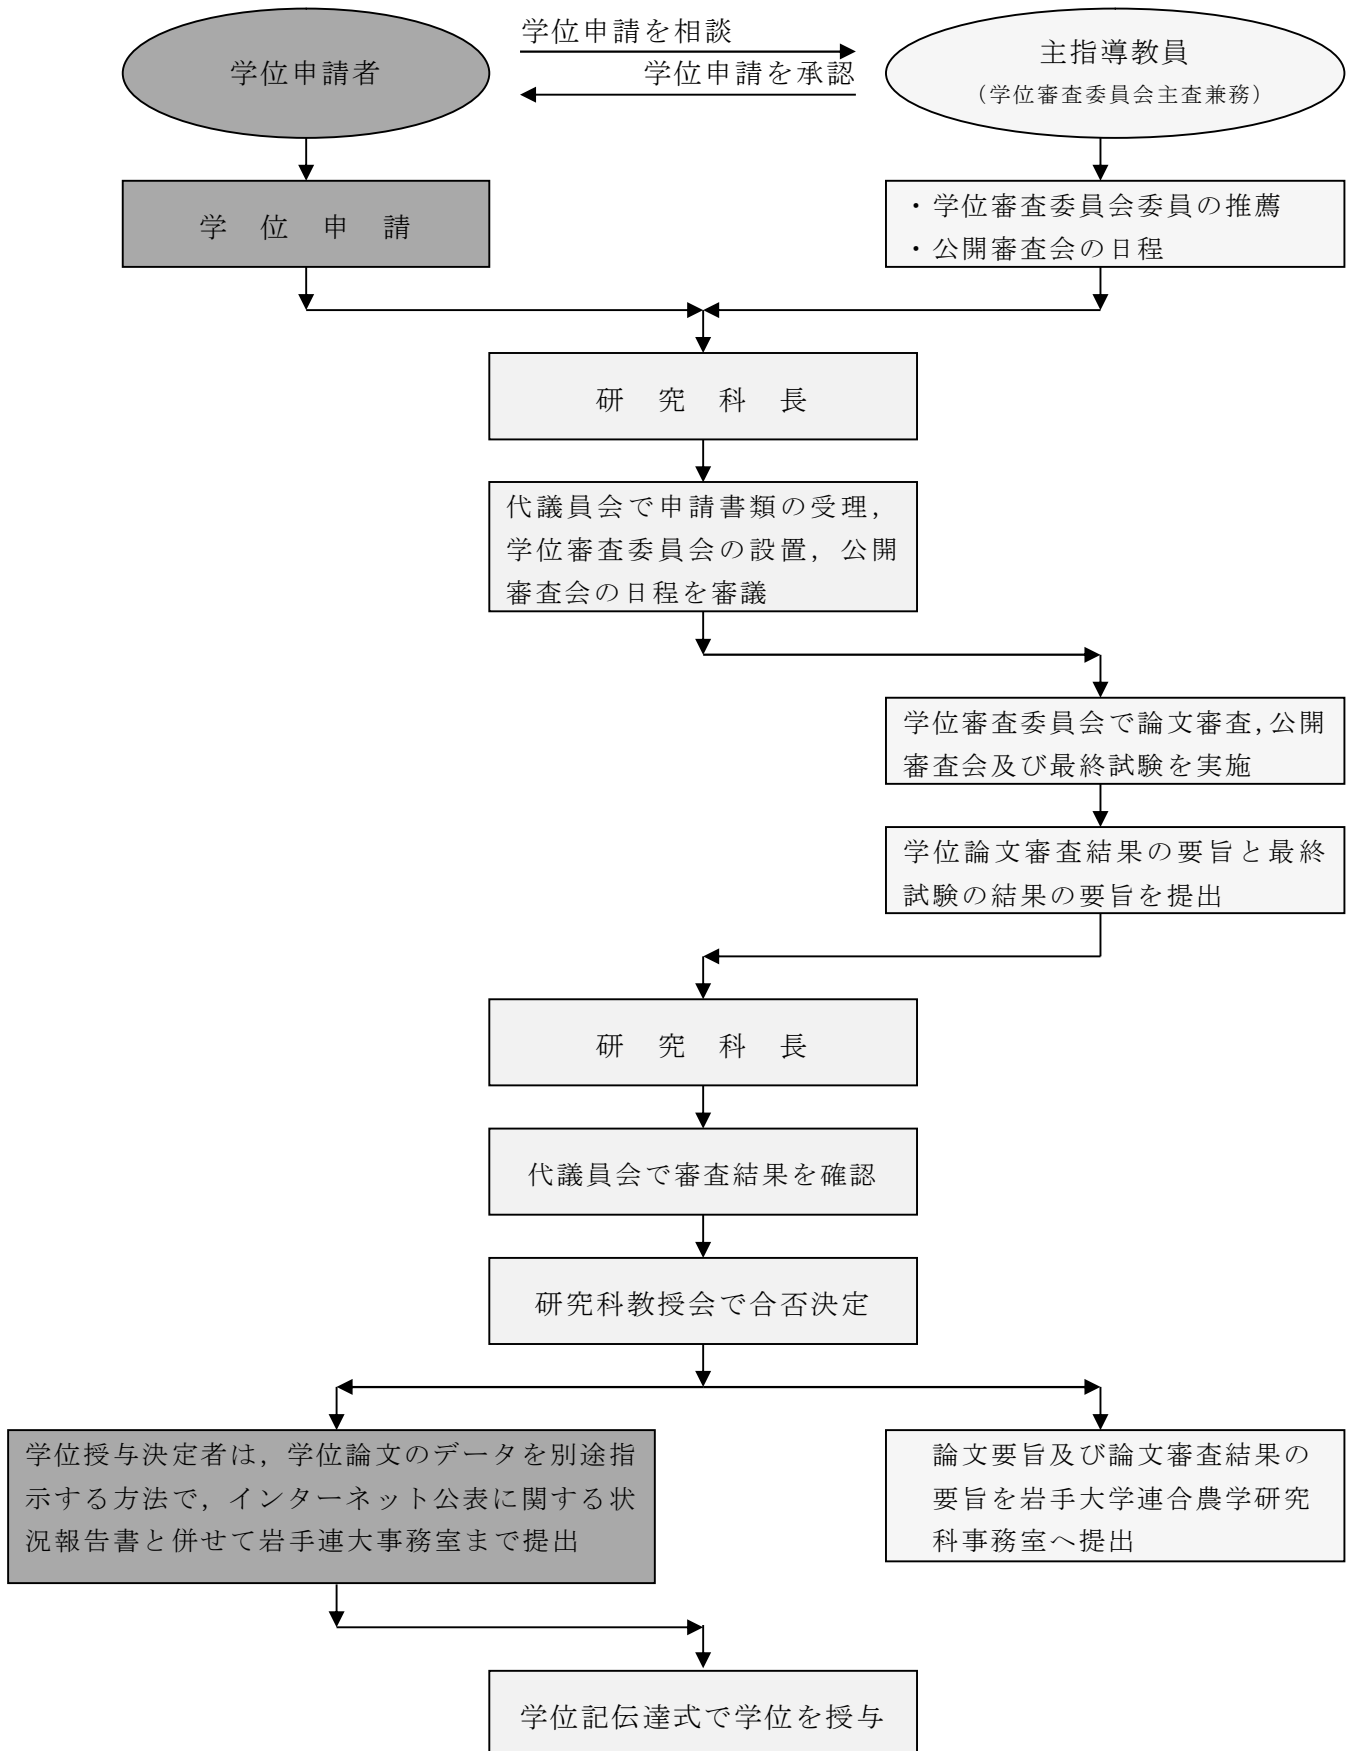 学位申請者
学位申請を相談
学位申請を承認
主指導教員
（学位審査委員会主査兼務）
学　位　申　請
・学位審査委員会委員の推薦
・公開審査会の日程
研　究　科　長
代議員会で申請書類の受理，
学位審査委員会の設置，公開
審査会の日程を審議
学位審査委員会で論文審査，公開
審査会及び最終試験を実施
学位論文審査結果の要旨と最終
試験の結果の要旨を提出
研　究　科　長
代議員会で審査結果を確認
研究科教授会で合否決定
学位授与決定者は，学位論文のデータを別途指
示する方法で，インターネット公表に関する状
況報告書と併せて岩手連大事務室まで提出
論文要旨及び論文審査結果の
要旨を岩手大学連合農学研究
科事務室へ提出
学位記伝達式で学位を授与